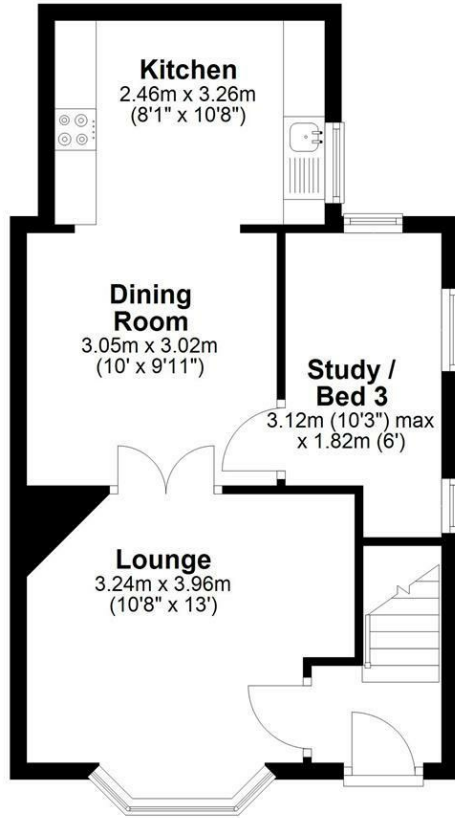 Kitchen
2.46m x 3.26m
(8'1" x 10'8")
Dining
Room
3.05m x 3.02m
(10' x 9'11")
Study /
Bed 3
3.12m (10'3") max
x 1.82m (6')
Lounge
3.24m x 3.96m
(10'8" x 13')